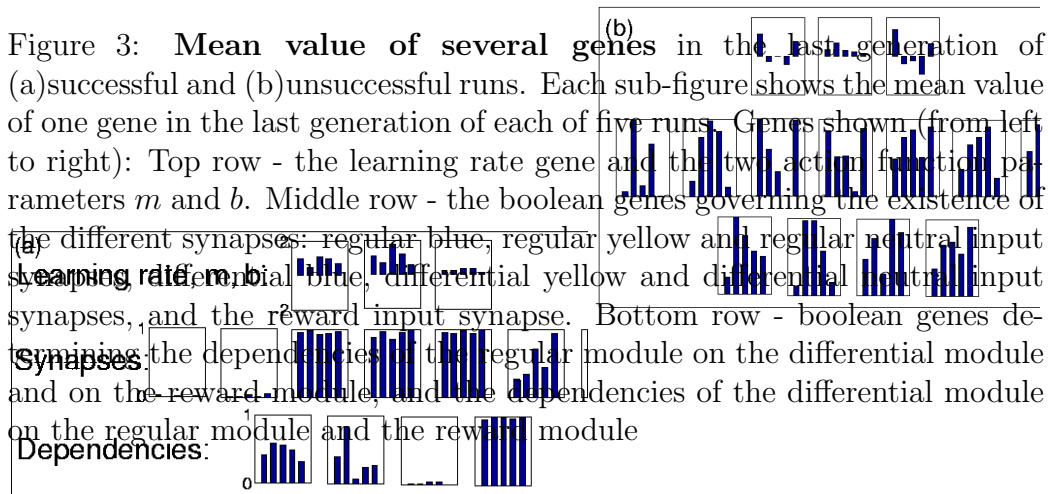 (b)
Figure 3: Mean value of several genes in the last generation of
(a)successful and (b)unsuccessful runs. Each sub-figure shows the mean value
of one gene in the last generation of each of five runs. Genes shown (from left
to right): Top row - the learning rate gene and the two action function pa-
rameters m and b. Middle row - the boolean genes governing the existence of
the different synapses: regular blue, regular yellow and regular neutral input
synapses, differential blue, differential yellow and differential neutral input
synapses, and the reward input synapse. Bottom row - boolean genes de-
termining the dependencies of the regular module on the differential module
and on the reward module, and the dependencies of the differential module
on the regular module and the reward module
(a)
2
Learning rate, m, b:
2
1
Synapses:
0
1
Dependencies:
0